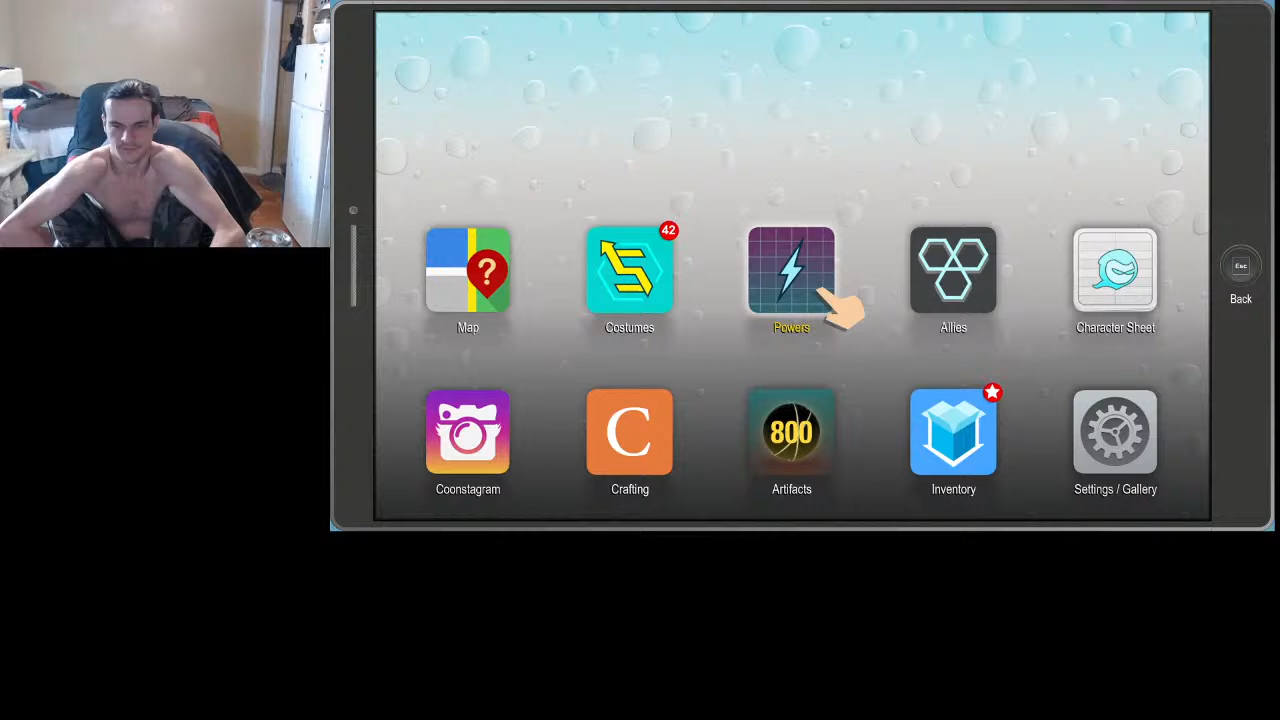 42
Map
Costumes
Powers
Allies
Character Sheet
Esc
Back
?
C
800
Coonstagram
Crafting
Artifacts
Inventory
Settings / Gallery